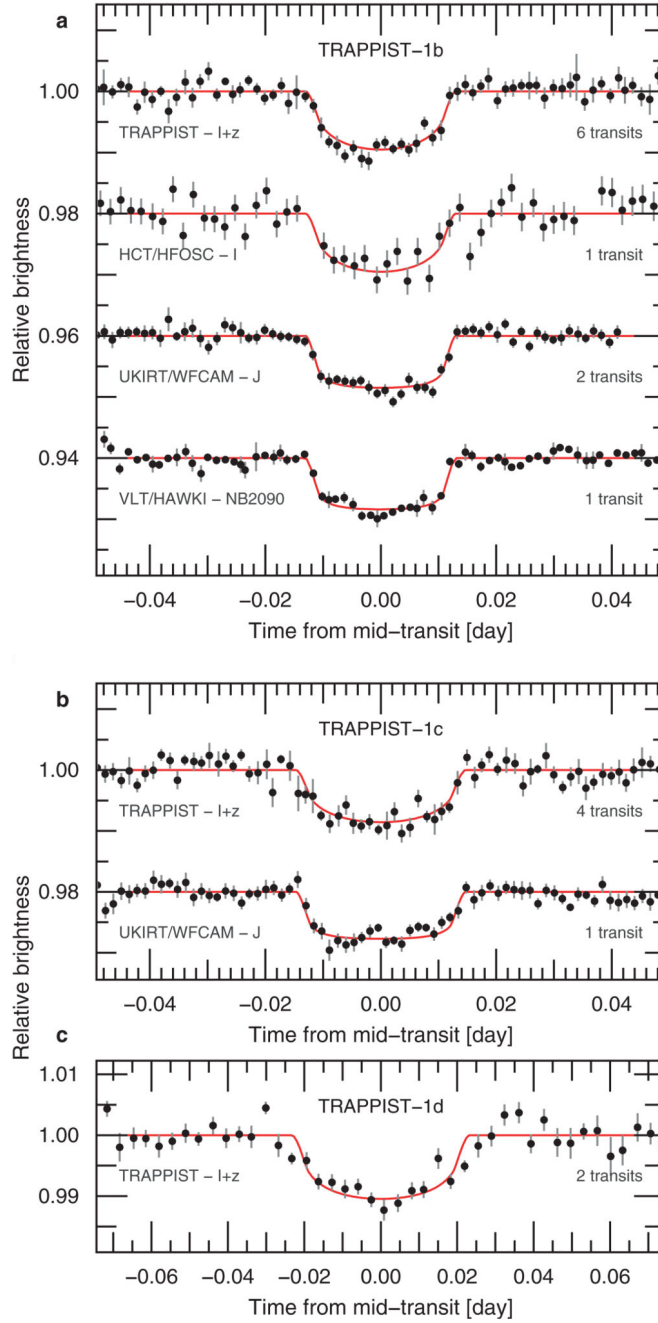 a
TRAPPIST−1b
1.00
TRAPPIST − I+z
6 transits
0.98
HCT/HFOSC − I
1 transit
Relative brightness
0.96
UKIRT/WFCAM − J
2 transits
0.94
VLT/HAWKI − NB2090
1 transit
−0.04 −0.02 0.00 0.02 0.04
Time from mid−transit [day]
b
TRAPPIST−1c
1.00
TRAPPIST − I+z
4 transits
0.98
UKIRT/WFCAM − J
1 transit
−0.04 −0.02 0.00 0.02 0.04
Time from mid−transit [day]
Relative brightness
c
1.01
TRAPPIST−1d
1.00
TRAPPIST − I+z
2 transits
0.99
−0.06 −0.04 −0.02 0.00 0.02 0.04 0.06
Time from mid−transit [day]